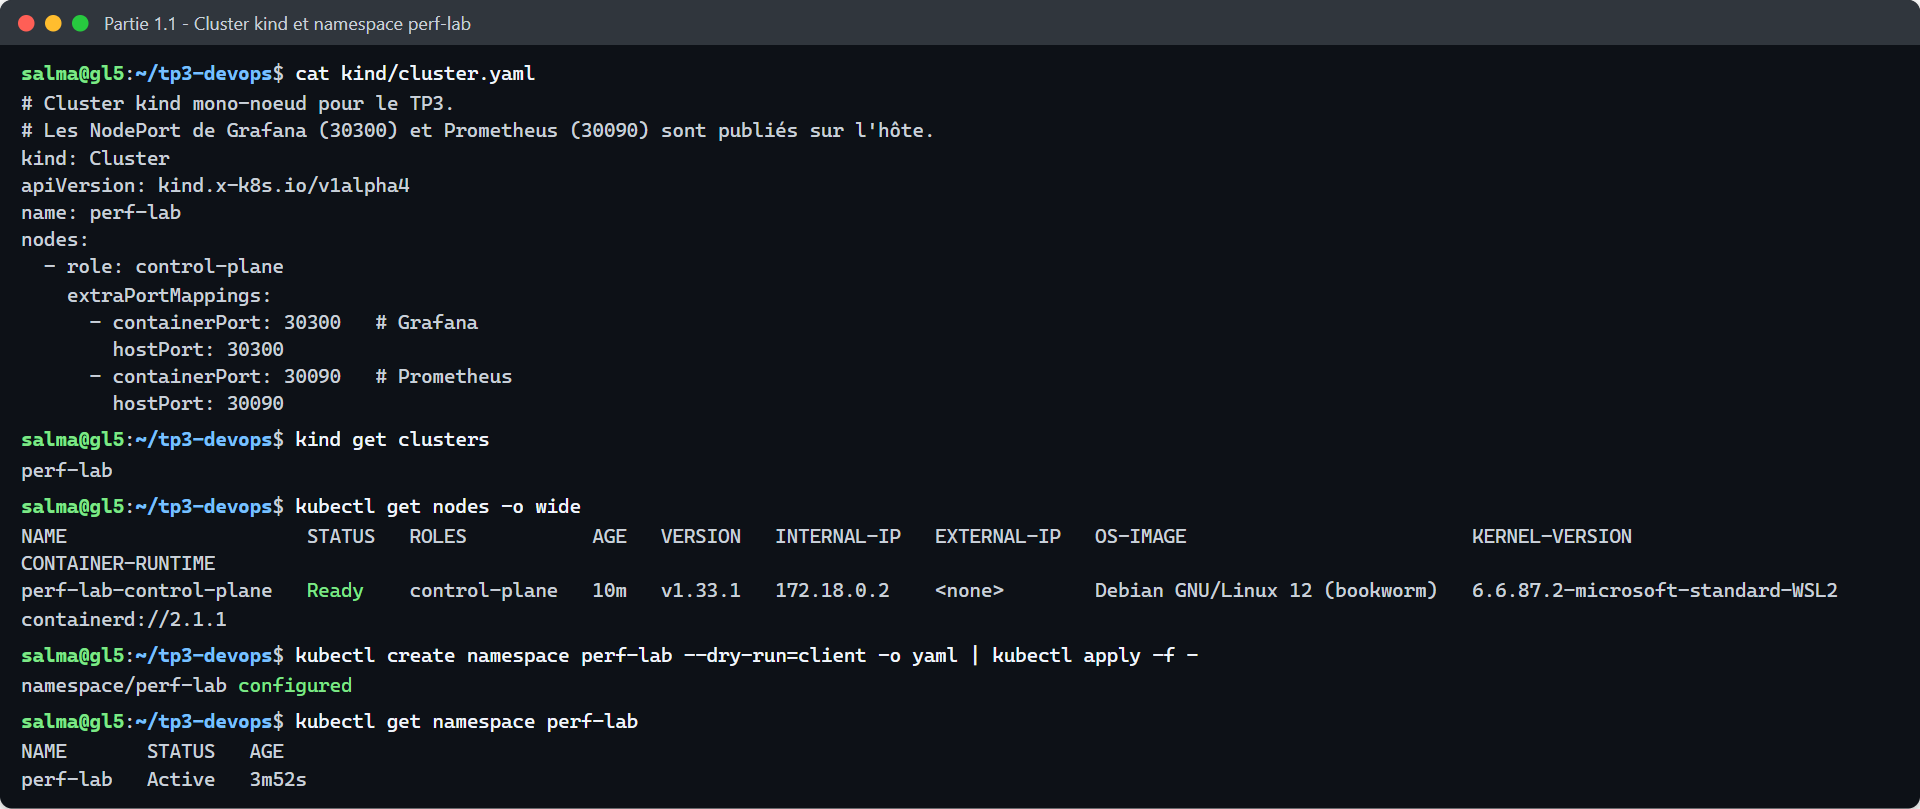 Partie 1.1 - Cluster kind et namespace perf-lab
salma@gl5:~/tp3-devops$ cat kind/cluster.yaml
# Cluster kind mono-noeud pour le TP3.
# Les NodePort de Grafana (30300) et Prometheus (30090) sont publiés sur l'hôte.
kind: Cluster
apiVersion: kind.x-k8s.io/v1alpha4
name: perf-lab
nodes:
  - role: control-plane
    extraPortMappings:
      - containerPort: 30300   # Grafana
        hostPort: 30300
      - containerPort: 30090   # Prometheus
        hostPort: 30090
salma@gl5:~/tp3-devops$ kind get clusters
perf-lab
salma@gl5:~/tp3-devops$ kubectl get nodes -o wide
NAME                     STATUS   ROLES           AGE   VERSION   INTERNAL-IP   EXTERNAL-IP   OS-IMAGE                         KERNEL-VERSION
CONTAINER-RUNTIME
perf-lab-control-plane   Ready    control-plane   10m   v1.33.1   172.18.0.2    <none>        Debian GNU/Linux 12 (bookworm)   6.6.87.2-microsoft-standard-WSL2
containerd://2.1.1
salma@gl5:~/tp3-devops$ kubectl create namespace perf-lab --dry-run=client -o yaml | kubectl apply -f -
namespace/perf-lab configured
salma@gl5:~/tp3-devops$ kubectl get namespace perf-lab
NAME       STATUS   AGE
perf-lab   Active   3m52s